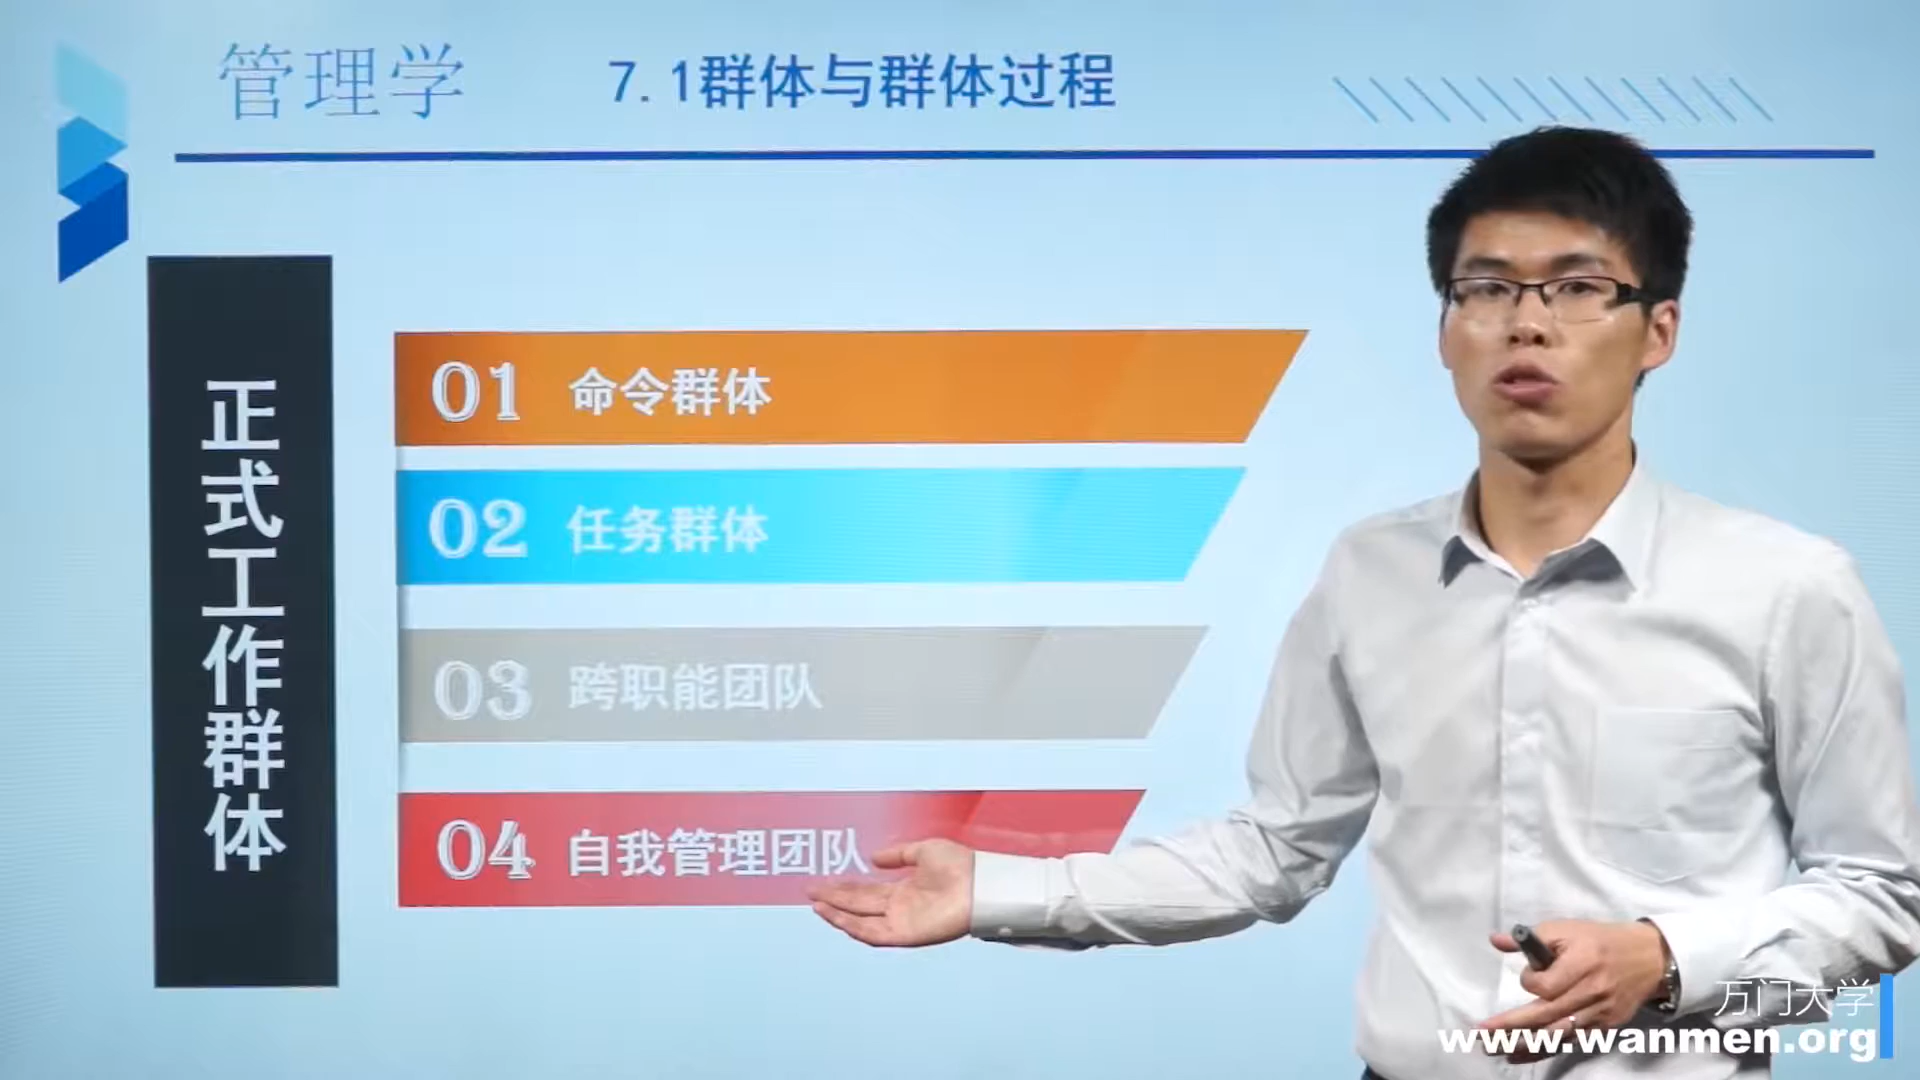 管理学
7.1群体与群体过程
正式工作群体
01 命令群体
02 任务群体
03 跨职能团队
04 自我管理团队
万门大学
www.wanmen.org